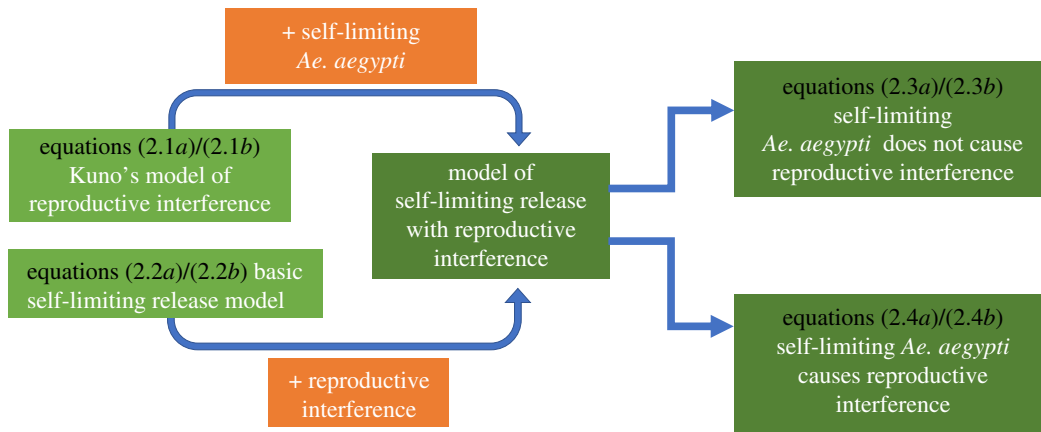 + self-limiting
Ae. aegypti
equations (2.1a)/(2.1b)
Kuno’s model of
reproductive interference
equations (2.2a)/(2.2b) basic
self-limiting release model
+ reproductive
interference
model of
self-limiting release
with reproductive
interference
equations (2.3a)/(2.3b)
self-limiting
Ae. aegypti does not cause
reproductive interference
equations (2.4a)/(2.4b)
self-limiting Ae. aegypti
causes reproductive
interference